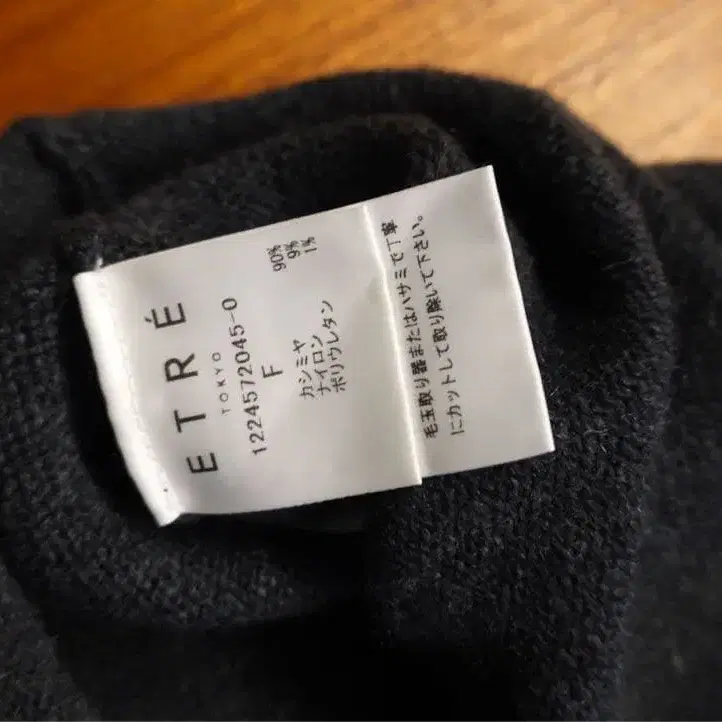 ETRÉ
TOKYO
1224572045-0
F
カシミヤ 90%
ナイロン 9%
ポリウレタン 1%
毛玉取り器またはハサミで丁寧
にカットして取り除いて下さい。